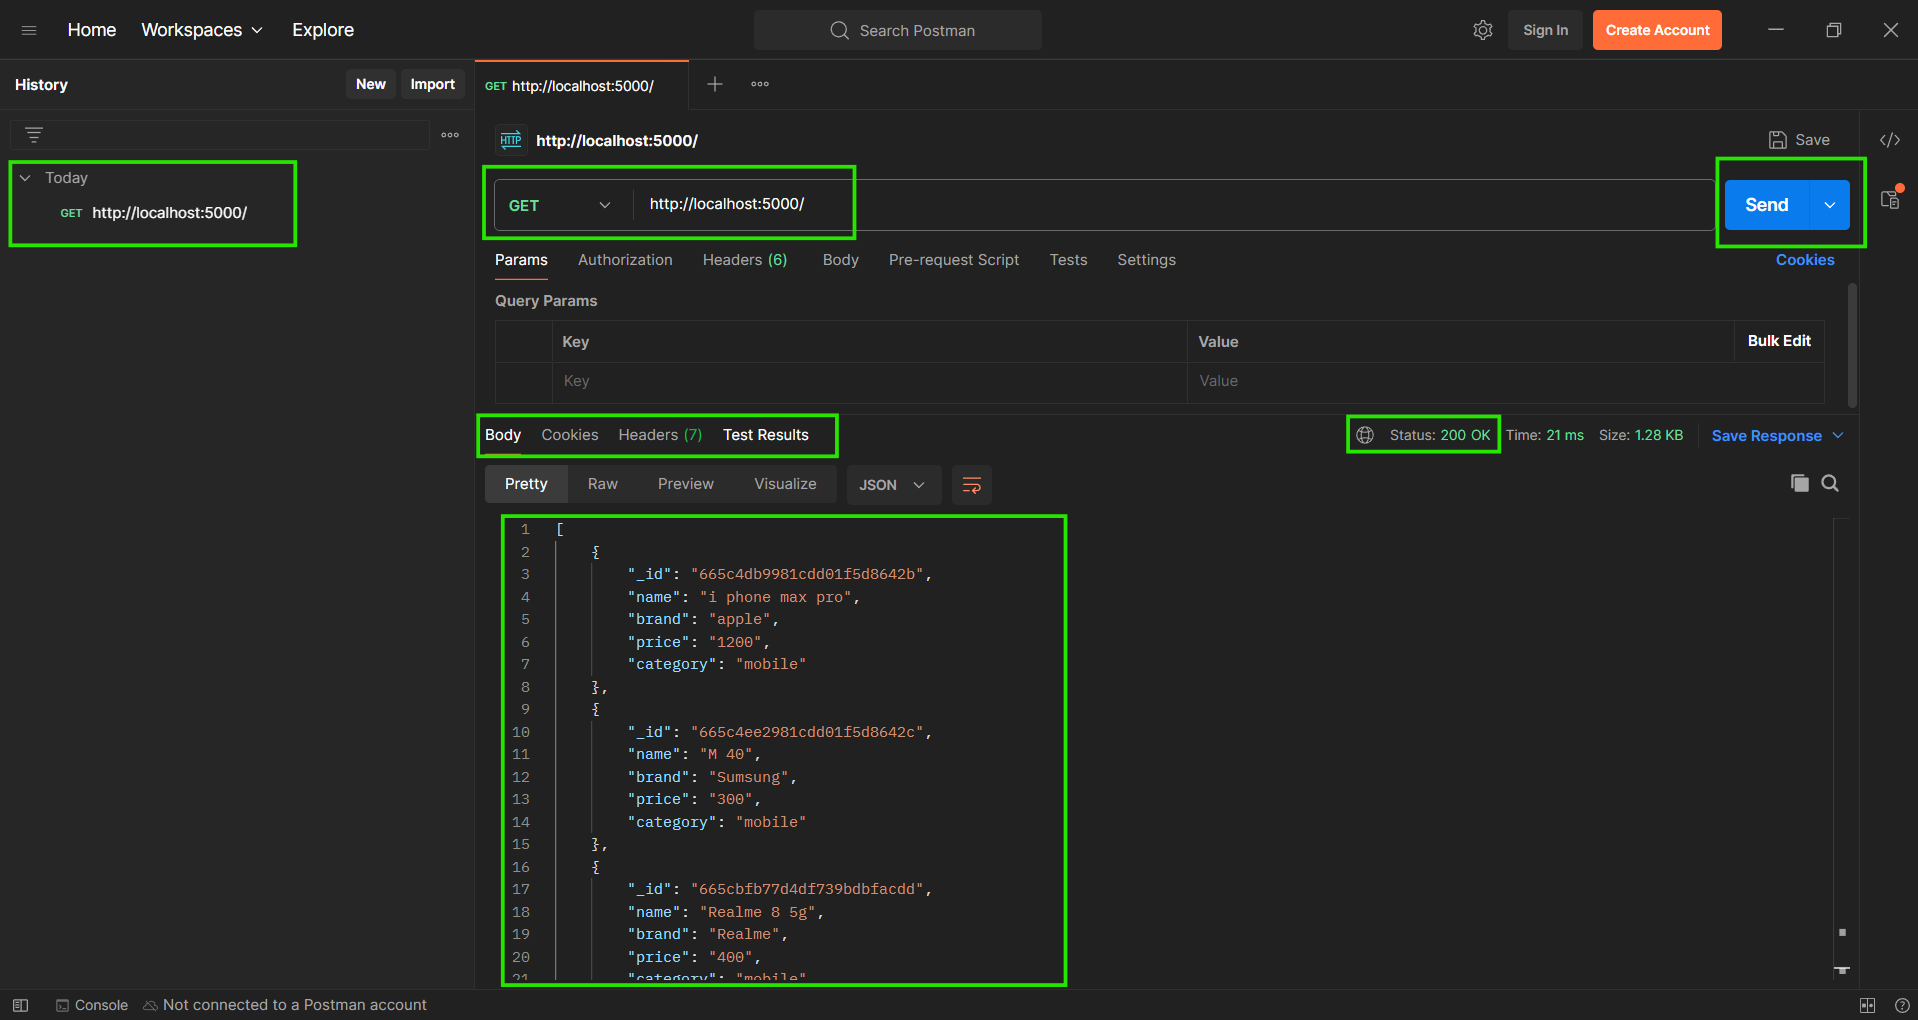 Home Workspaces Explore Search Postman Sign In Create Account
History New Import
GET http://localhost:5000/
HTTP http://localhost:5000/ Save
Today
GET http://localhost:5000/
GET http://localhost:5000/ Send
Params Authorization Headers (6) Body Pre-request Script Tests Settings Cookies
Query Params
Key Value Bulk Edit
Key Value
Body Cookies Headers (7) Test Results Status: 200 OK Time: 21 ms Size: 1.28 KB Save Response
Pretty Raw Preview Visualize JSON
1 [
2 {
3 "_id": "665c4db9981cdd01f5d8642b",
4 "name": "i phone max pro",
5 "brand": "apple",
6 "price": "1200",
7 "category": "mobile"
8 },
9 {
10 "_id": "665c4ee2981cdd01f5d8642c",
11 "name": "M 40",
12 "brand": "Sumsung",
13 "price": "300",
14 "category": "mobile"
15 },
16 {
17 "_id": "665cbfb77d4df739bdbfacdd",
18 "name": "Realme 8 5g",
19 "brand": "Realme",
20 "price": "400",
21 "category": "mobile"
Console Not connected to a Postman account